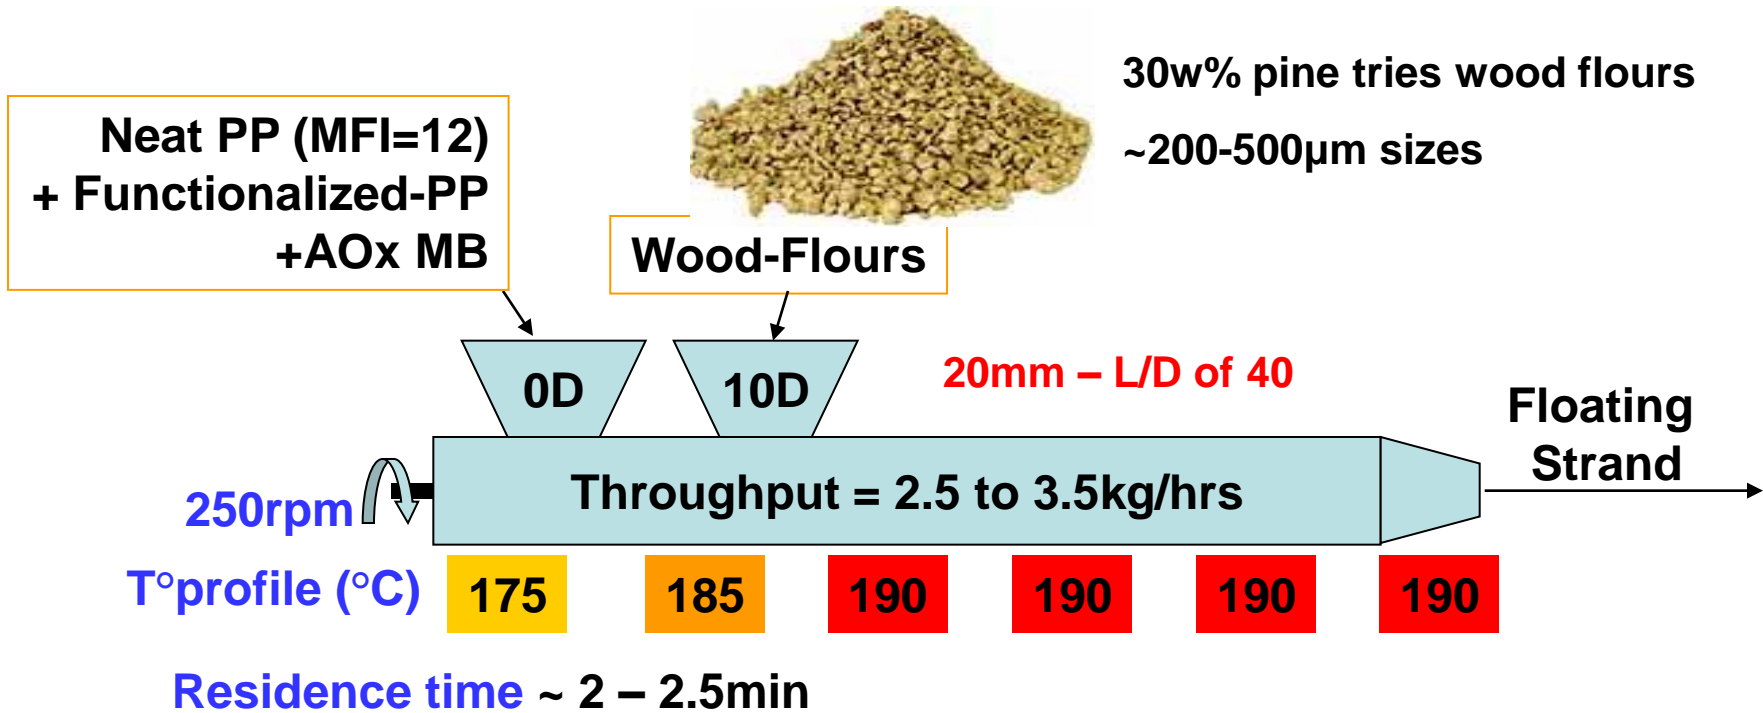 30w% pine tries wood flours
~200-500µm sizes
Neat PP (MFI=12)
+ Functionalized-PP
+AOx MB
Wood-Flours
0D
10D
20mm – L/D of 40
Floating
Strand
250rpm
Throughput = 2.5 to 3.5kg/hrs
T°profile (°C)
175
185
190
190
190
190
Residence time ~ 2 – 2.5min